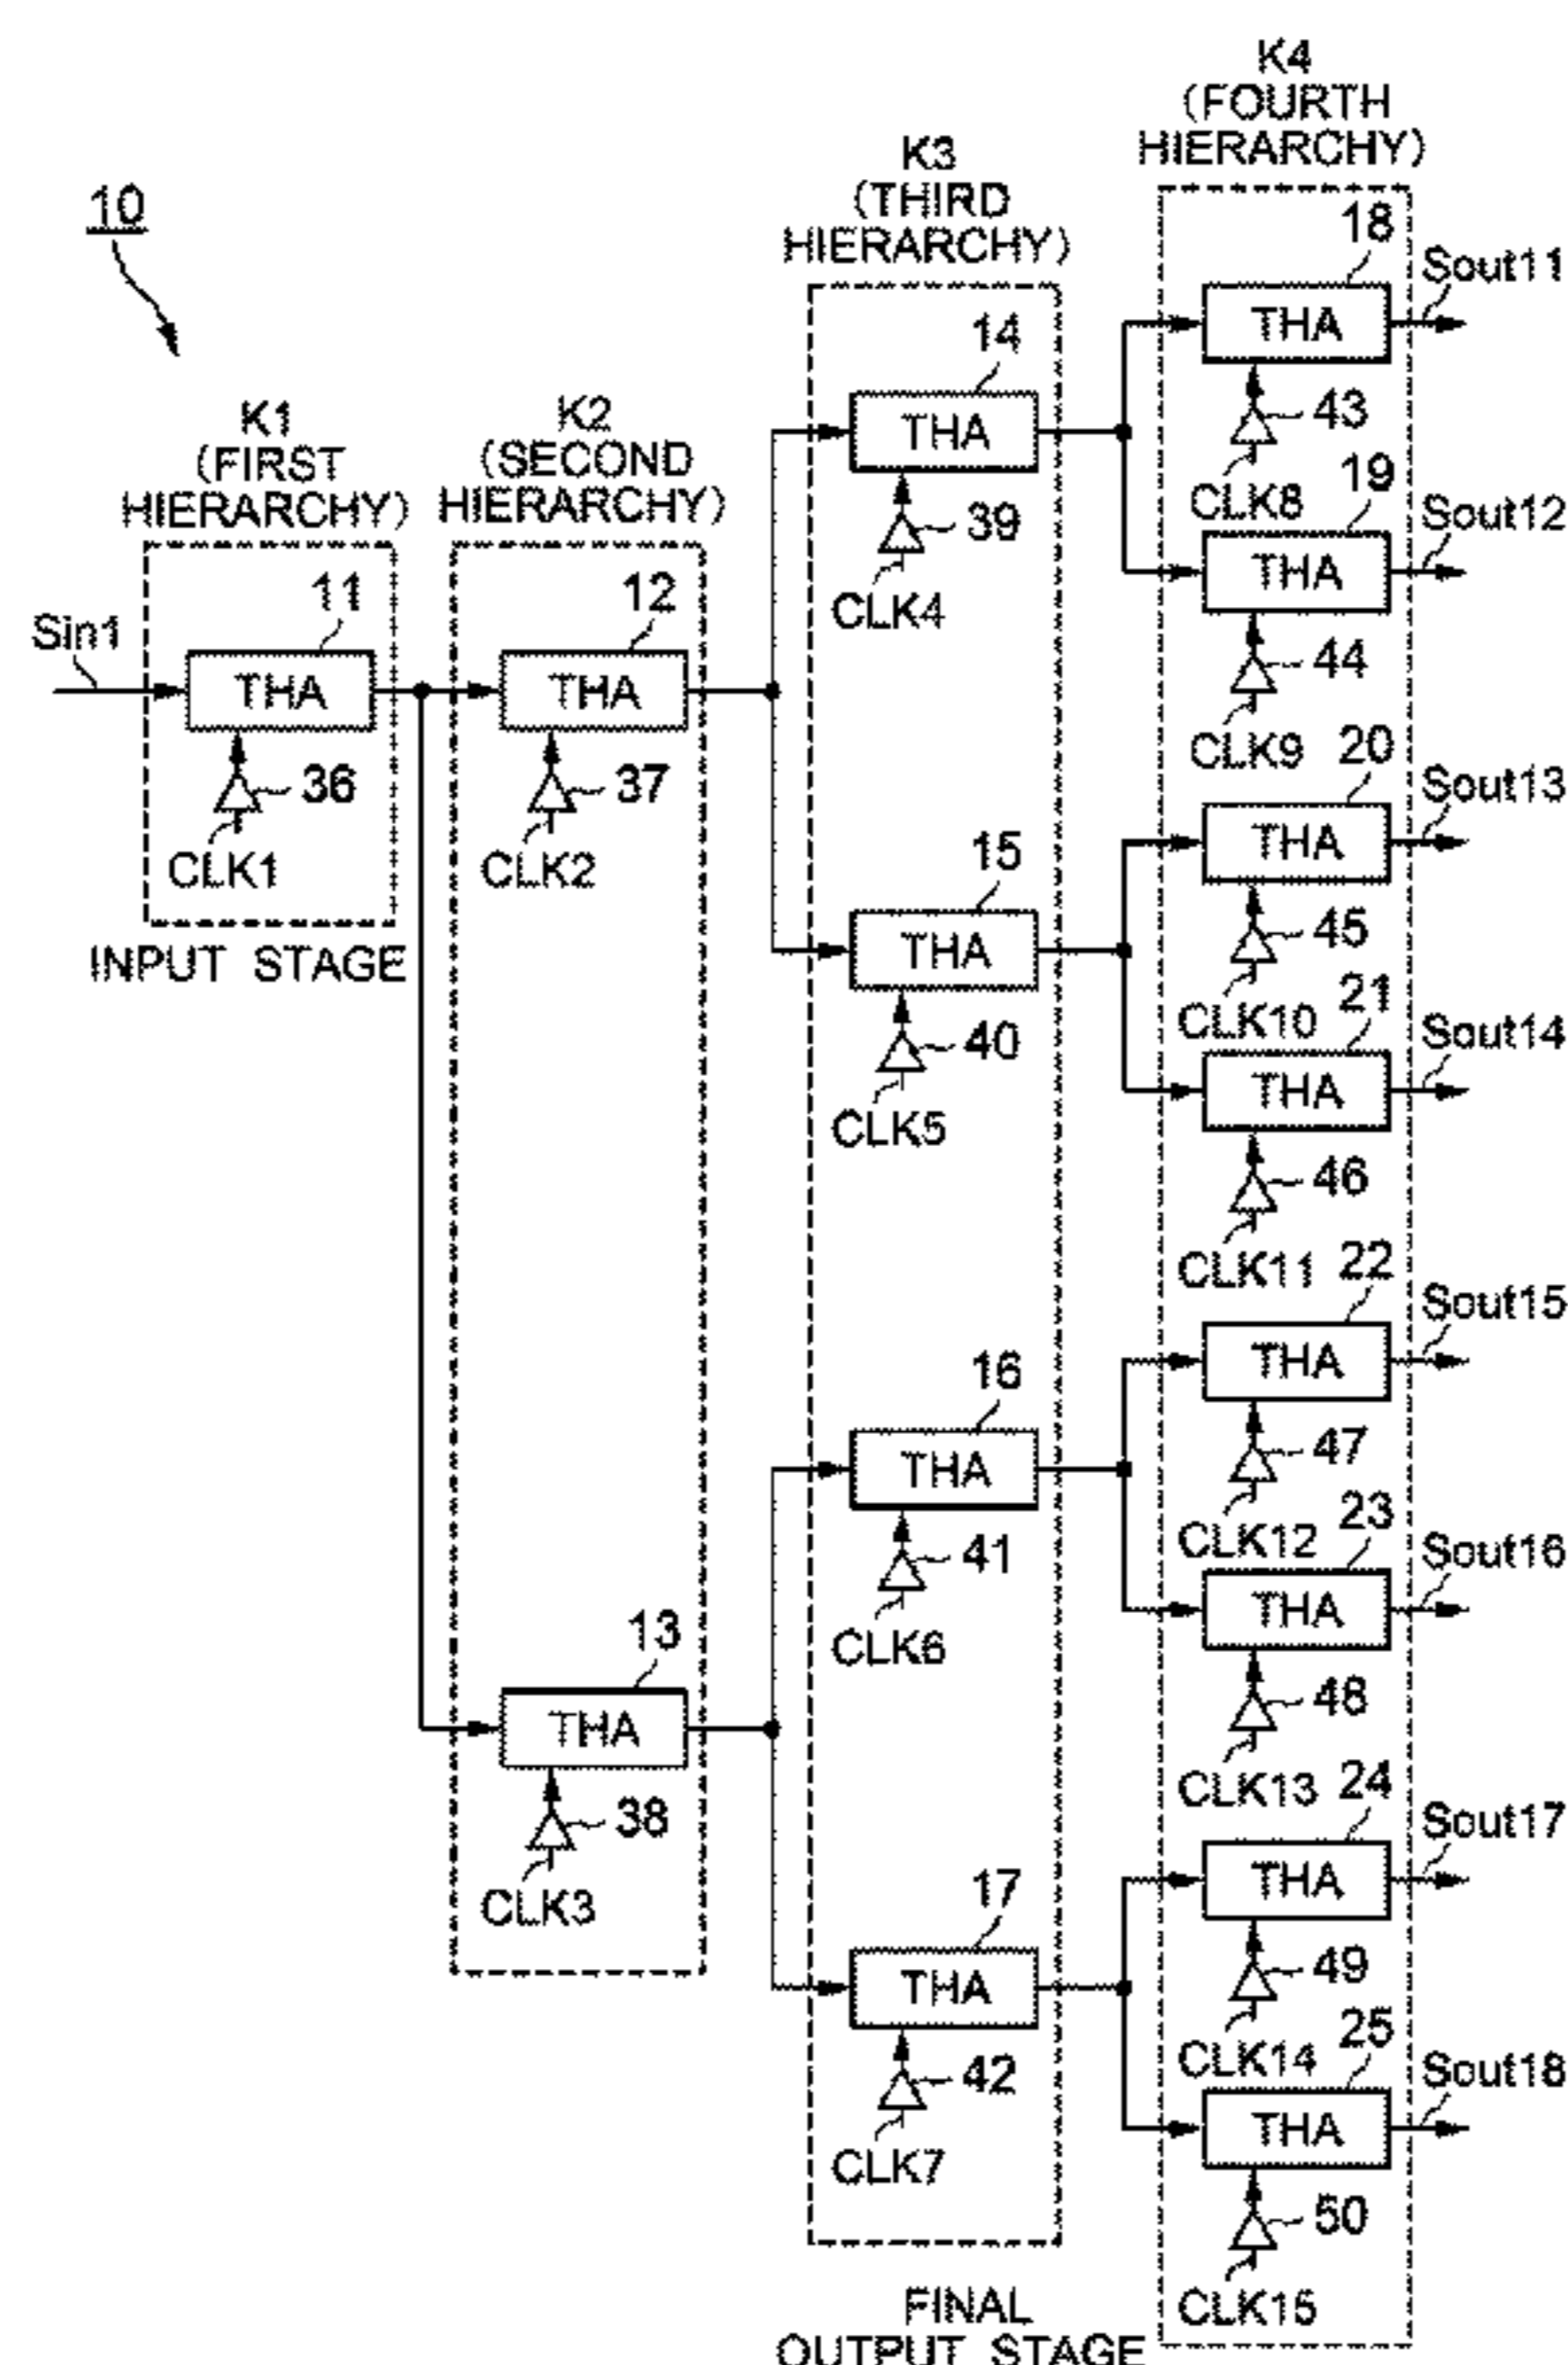 10
K1
(FIRST
HIERARCHY)
Sin1
11
THA
36
CLK1
INPUT STAGE
K2
(SECOND
HIERARCHY)
12
THA
37
CLK2
13
THA
38
CLK3
K3
(THIRD
HIERARCHY)
14
THA
39
CLK4
15
THA
40
CLK5
16
THA
41
CLK6
17
THA
42
CLK7
K4
(FOURTH
HIERARCHY)
18
THA
Sout11
43
CLK8
19
THA
Sout12
44
CLK9
20
THA
Sout13
45
CLK10
21
THA
Sout14
46
CLK11
22
THA
Sout15
47
CLK12
23
THA
Sout16
48
CLK13
24
THA
Sout17
49
CLK14
25
THA
Sout18
50
CLK15
FINAL
OUTPUT STAGE